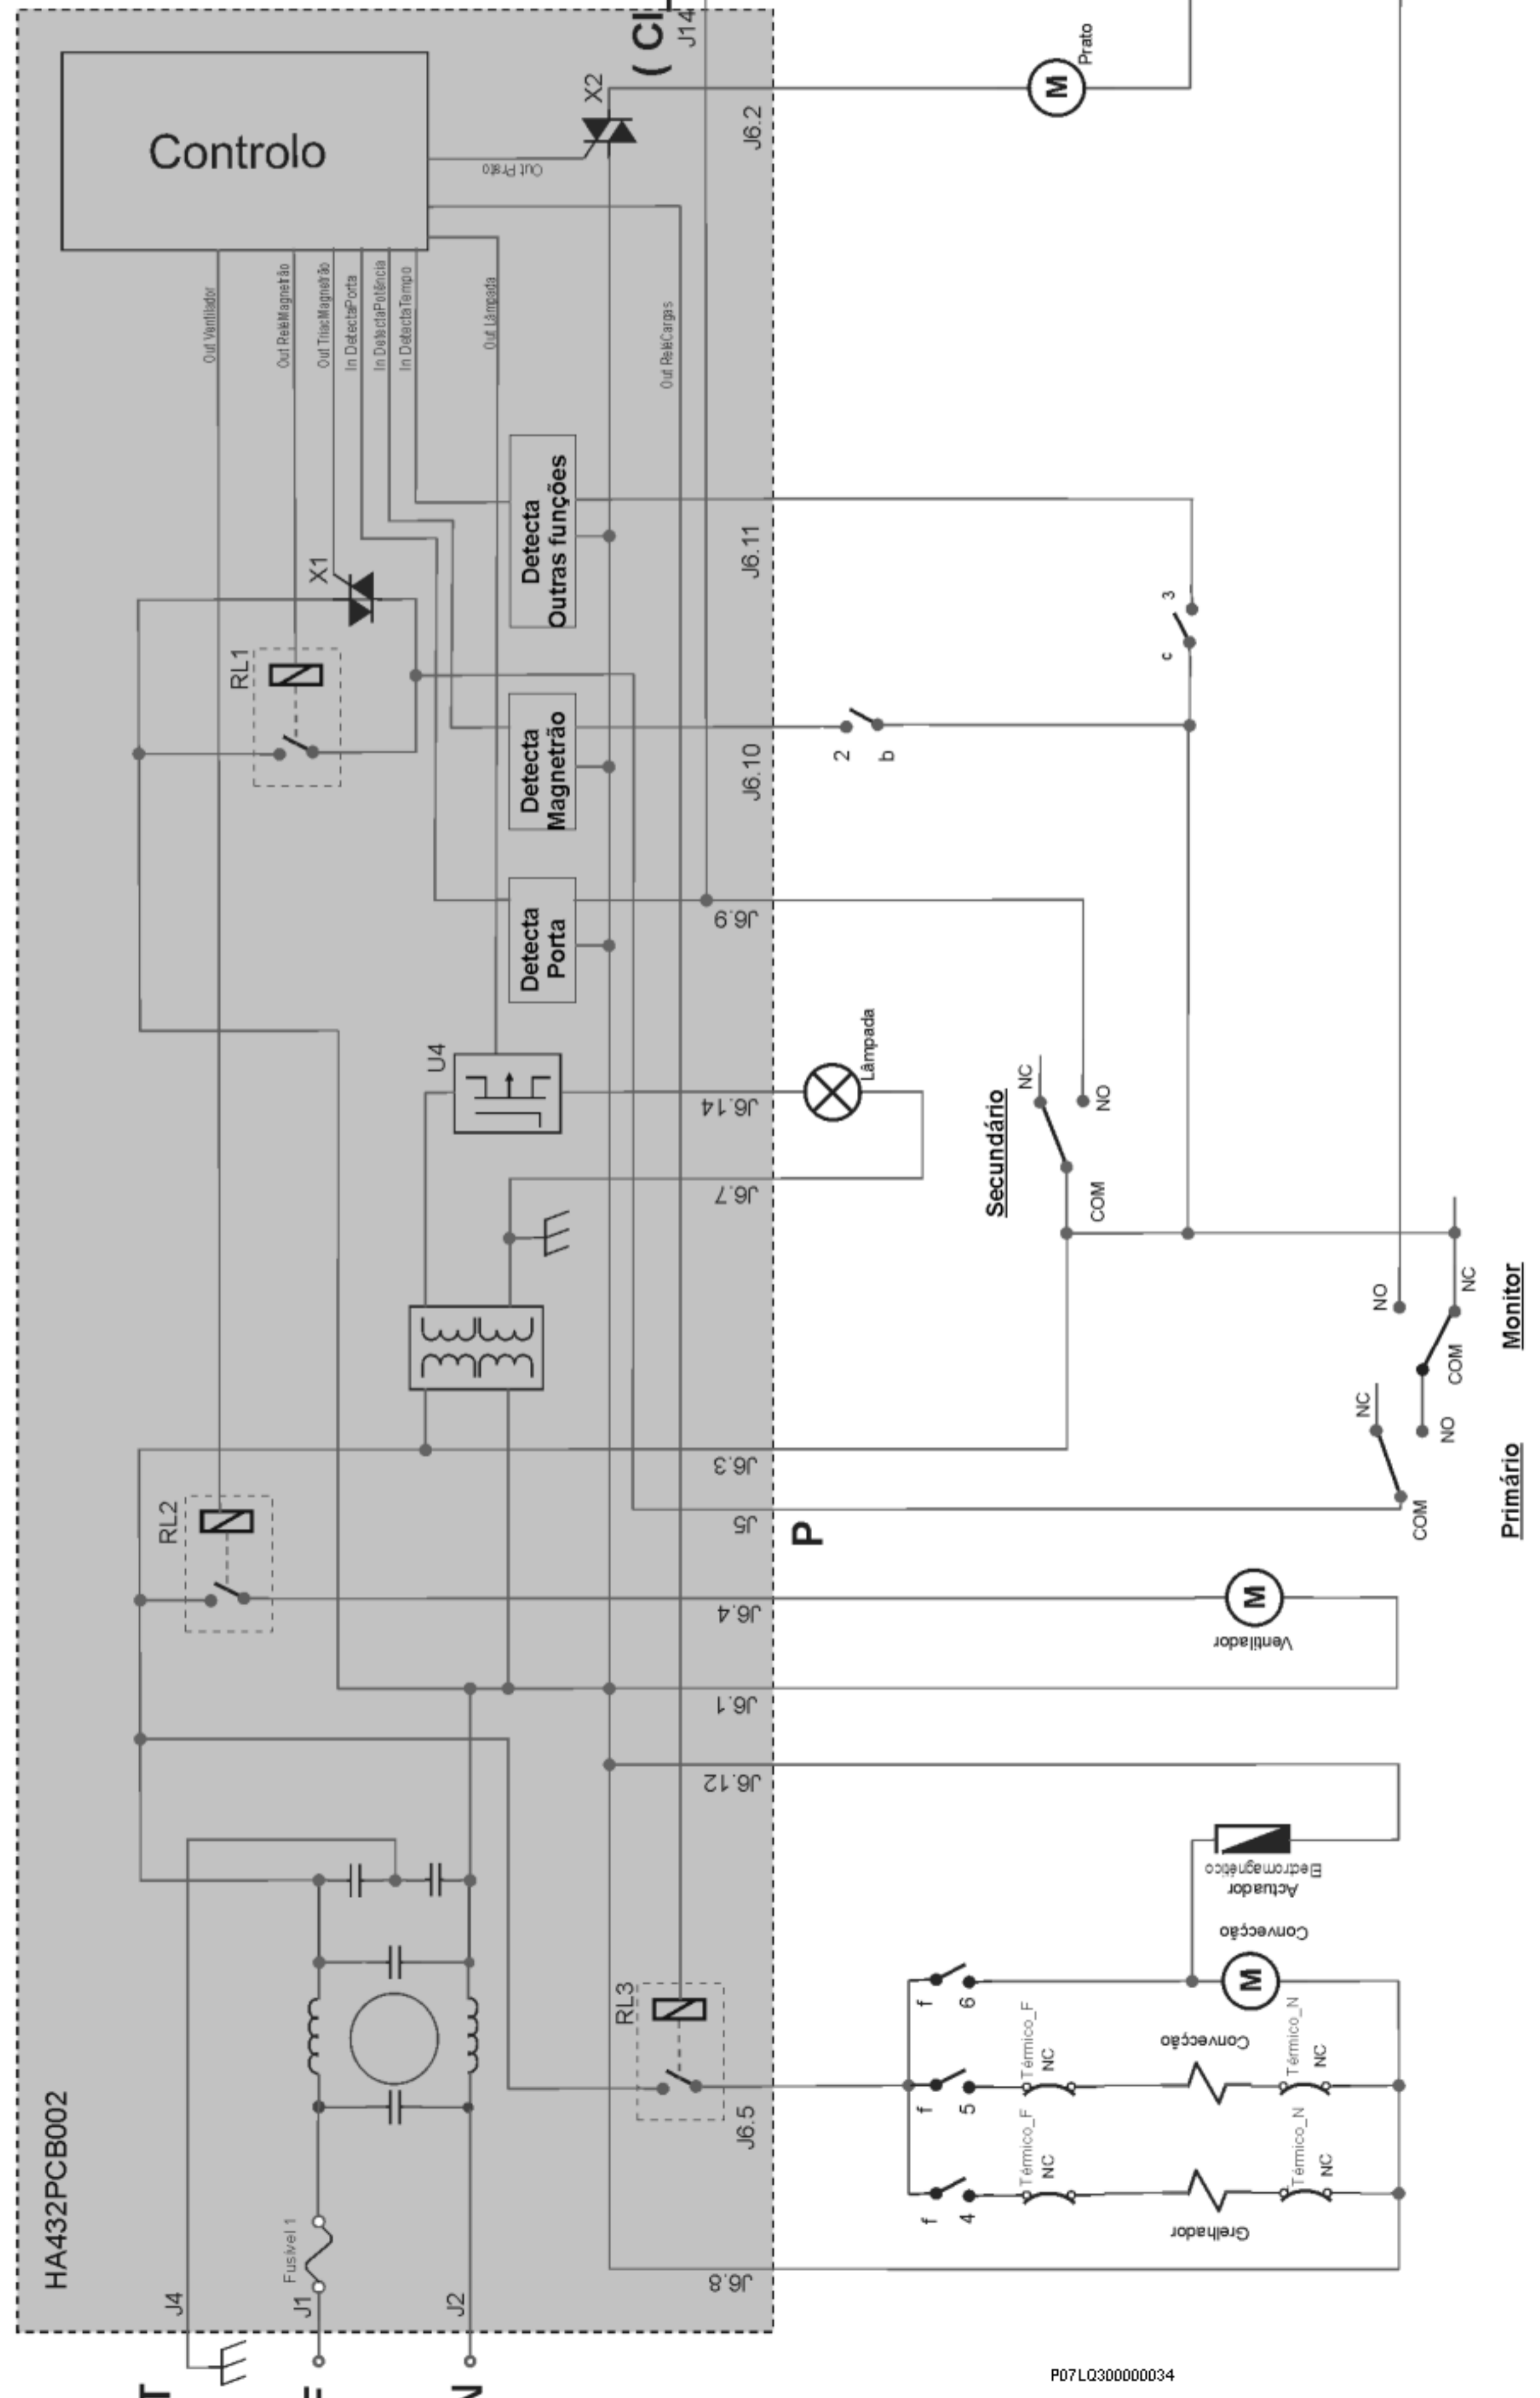 ( CI
J14
Controlo
X2
Prato
J6.2
Out Prato
Out Ventilador
Out ReléMagnetrão
Out TriacMagnetrão
In DetectaPorta
In DetectaPotência
In DetectaTempo
Out Lâmpada
Out ReléCargas
Detecta
Outras funções
J6.11
X1
3
c
RL1
Detecta
Magnetrão
J6.10
2
b
Detecta
Porta
J6.9
U4
J6.14
Lâmpada
Secundário
NC
NO
COM
J6.7
NO
NC
COM
Monitor
NC
NO
COM
Primário
J6.3
J5
P
RL2
J6.4
Ventilador
J6.1
J6.12
Actuador
Electromagnético
Convecção
RL3
J6.5
f
6
f
5
Térmico_F
NC
Convecção
Térmico_N
NC
f
4
Térmico_F
NC
Grelhador
Térmico_N
NC
J6.8
HA432PCB002
J4
Fusível 1
J1
J2
T
N
P07LQ300000034